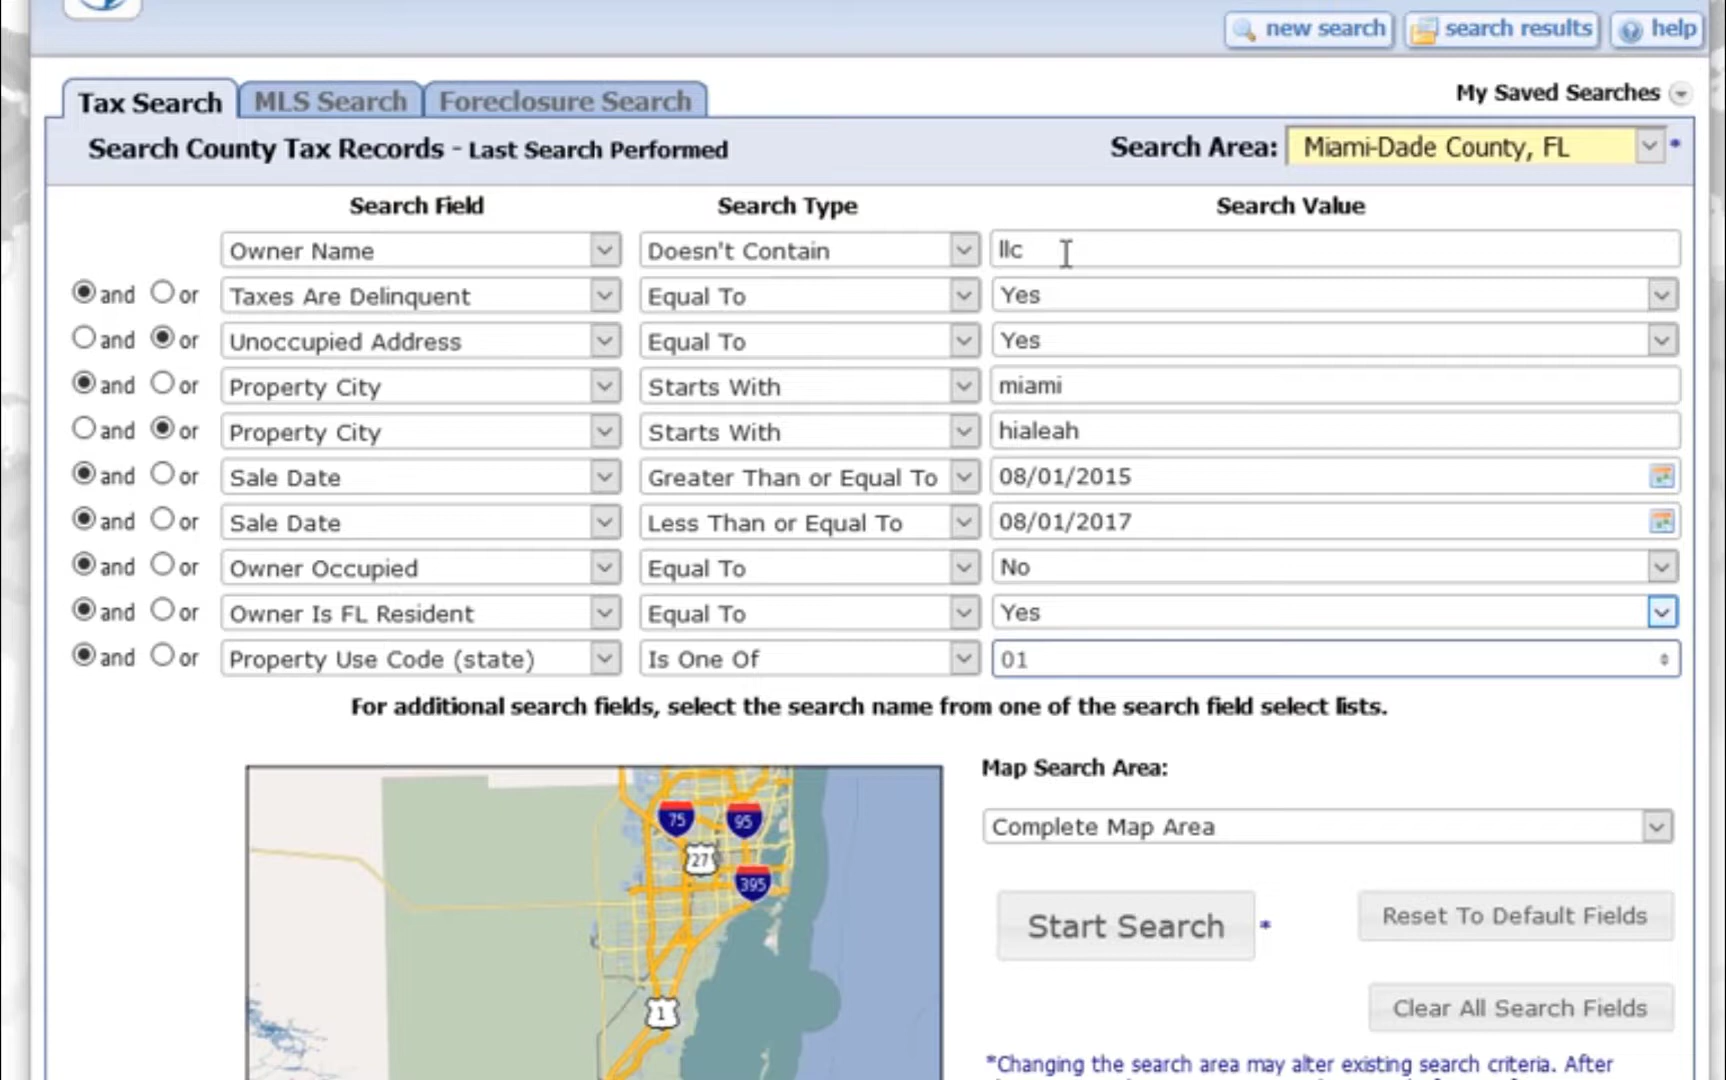 new search search results help
Tax Search MLS Search Foreclosure Search My Saved Searches
Search County Tax Records - Last Search Performed Search Area: Miami-Dade County, FL *
Search Field Search Type Search Value
Owner Name Doesn't Contain llc
and or Taxes Are Delinquent Equal To Yes
and or Unoccupied Address Equal To Yes
and or Property City Starts With miami
and or Property City Starts With hialeah
and or Sale Date Greater Than or Equal To 08/01/2015
and or Sale Date Less Than or Equal To 08/01/2017
and or Owner Occupied Equal To No
and or Owner Is FL Resident Equal To Yes
and or Property Use Code (state) Is One Of 01
For additional search fields, select the search name from one of the search field select lists.
Map Search Area:
75 95
Complete Map Area
27
395
Start Search * Reset To Default Fields
1
Clear All Search Fields
*Changing the search area may alter existing search criteria. After